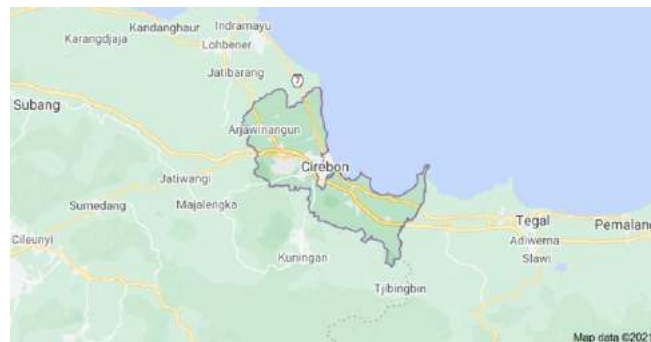 Kandanghaur
Indramayu
Karangdjaja
Lohbener
Jatibarang
7
Subang
Arjawinangun
Cirebon
Jatiwangi
Sumedang
Majalengka
Cileunyi
Kuningan
Tegal
Pemalang
Adiwerna
Slawi
Tjibingbin
Map data ©2021